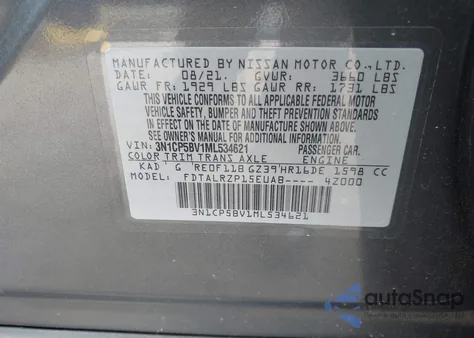 MANUFACTURED BY NISSAN MOTOR CO., LTD.
DATE: 08/21. GVWR: 3660 LBS
GAWR FR: 1929 LBS GAWR RR: 1731 LBS
THIS VEHICLE CONFORMS TO ALL APPLICABLE FEDERAL MOTOR
VEHICLE SAFETY, BUMPER AND THEFT PREVENTION STANDARDS
IN EFFECT ON THE DATE OF MANUFACTURE SHOWN ABOVE.
SEE OWNER'S MANUAL FOR ADDITIONAL INFORMATION.
VIN: 3N1CP5BV1ML534621 PASSENGER CAR.
COLOR TRIM TRANS AXLE ENGINE
KAD G RE0F11B GZ39 HR16DE 1598 CC
MODEL: FDTALRZP15EUAB---- 42000
3N1CP5BV1ML534621
autoSnap